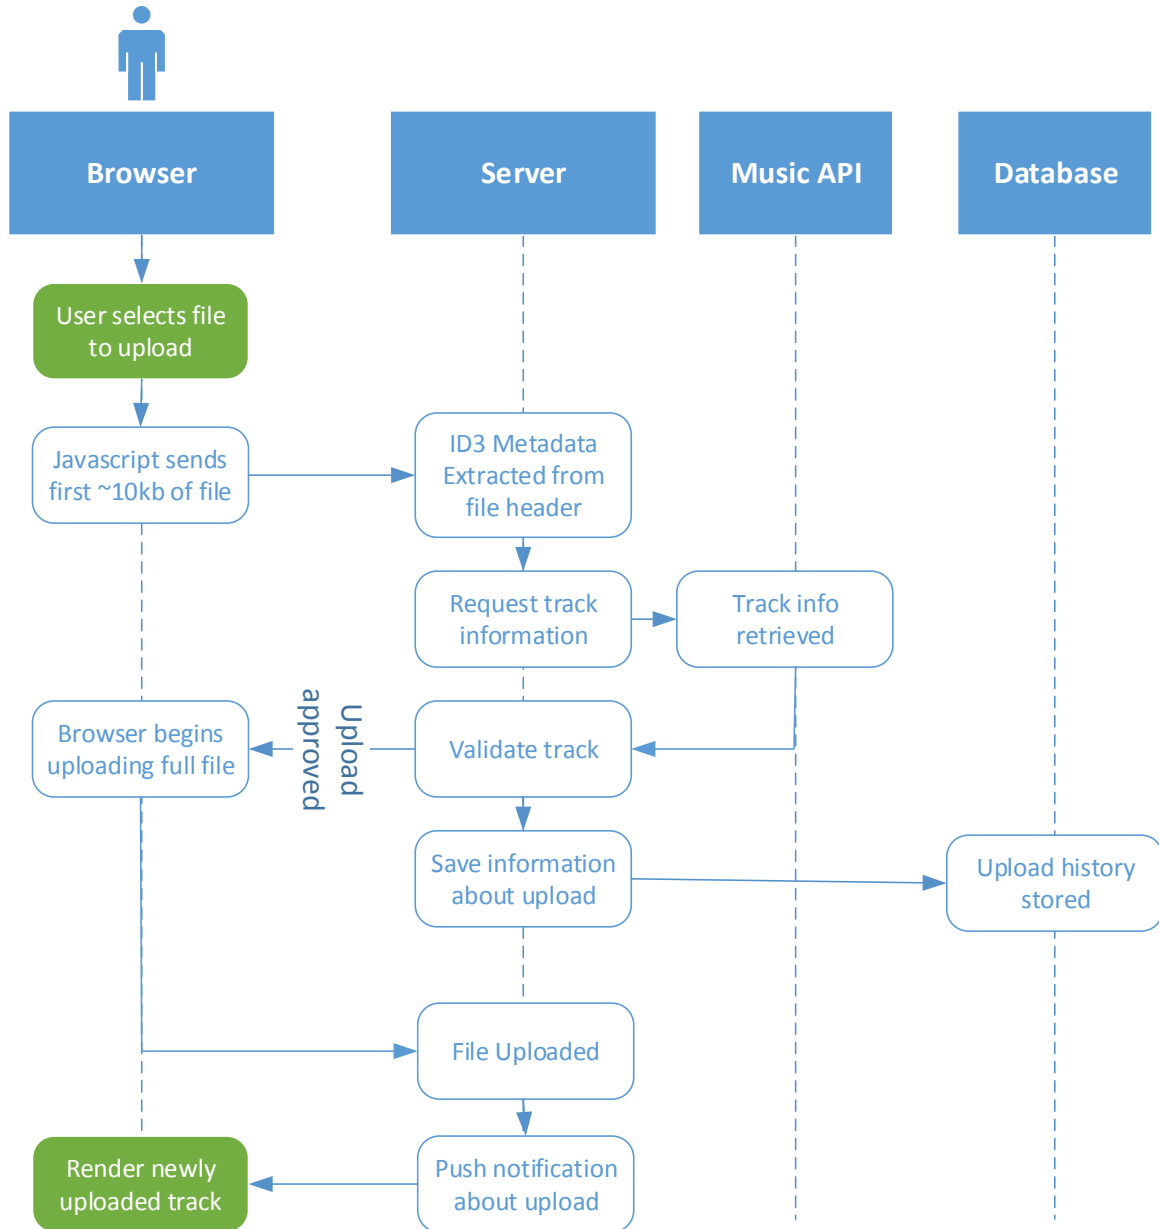 Browser
Server
Music API
Database
User selects file
to upload
Javascript sends
first ~10kb of file
ID3 Metadata
Extracted from
file header
Request track
information
Track info
retrieved
Browser begins
uploading full file
Upload
approved
Validate track
Save information
about upload
Upload history
stored
File Uploaded
Render newly
uploaded track
Push notification
about upload